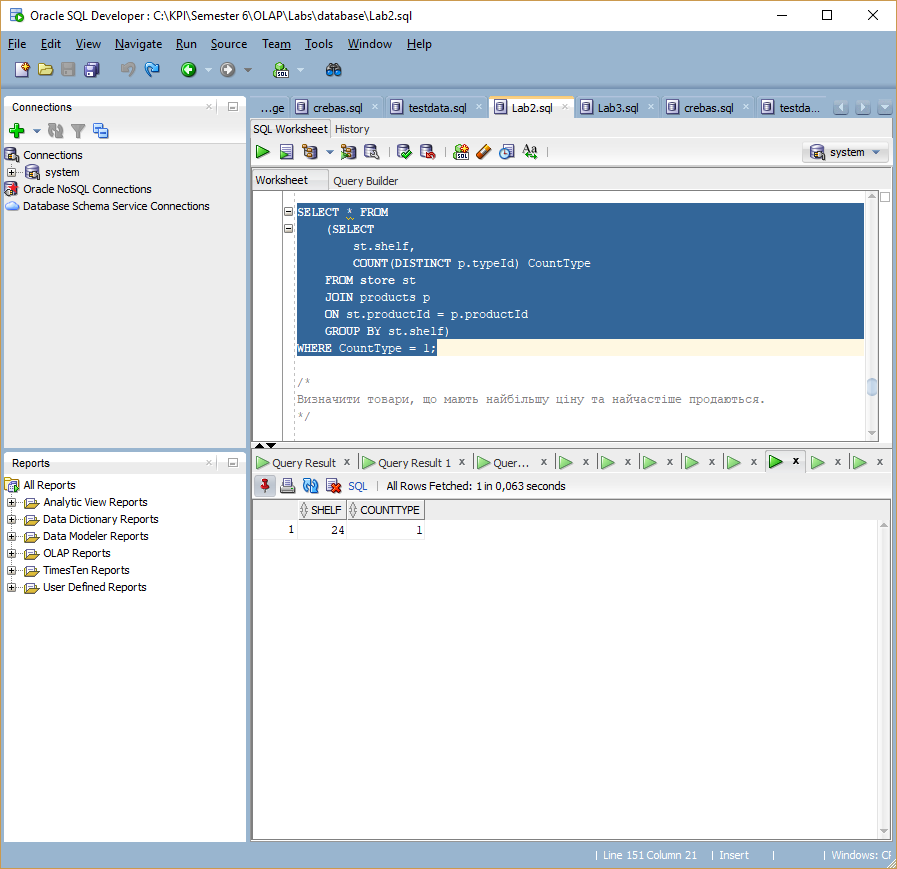 Oracle SQL Developer : C:\KPI\Semester 6\OLAP\Labs\database\Lab2.sql
File Edit View Navigate Run Source Team Tools Window Help
Connections
Connections
system
Oracle NoSQL Connections
Database Schema Service Connections
Reports
All Reports
Analytic View Reports
Data Dictionary Reports
Data Modeler Reports
OLAP Reports
TimesTen Reports
User Defined Reports
...ge crebas.sql testdata.sql Lab2.sql Lab3.sql crebas.sql testda...
SQL Worksheet History
system
Worksheet Query Builder
SELECT * FROM
(SELECT
st.shelf,
COUNT(DISTINCT p.typeId) CountType
FROM store st
JOIN products p
ON st.productId = p.productId
GROUP BY st.shelf)
WHERE CountType = 1;
/*
Визначити товари, що мають найбільшу ціну та найчастіше продаються.
*/
Query Result Query Result 1 Quer...
SQL | All Rows Fetched: 1 in 0,063 seconds
SHELF COUNTTYPE
1 24 1
| Line 151 Column 21 | Insert | | Windows: CF